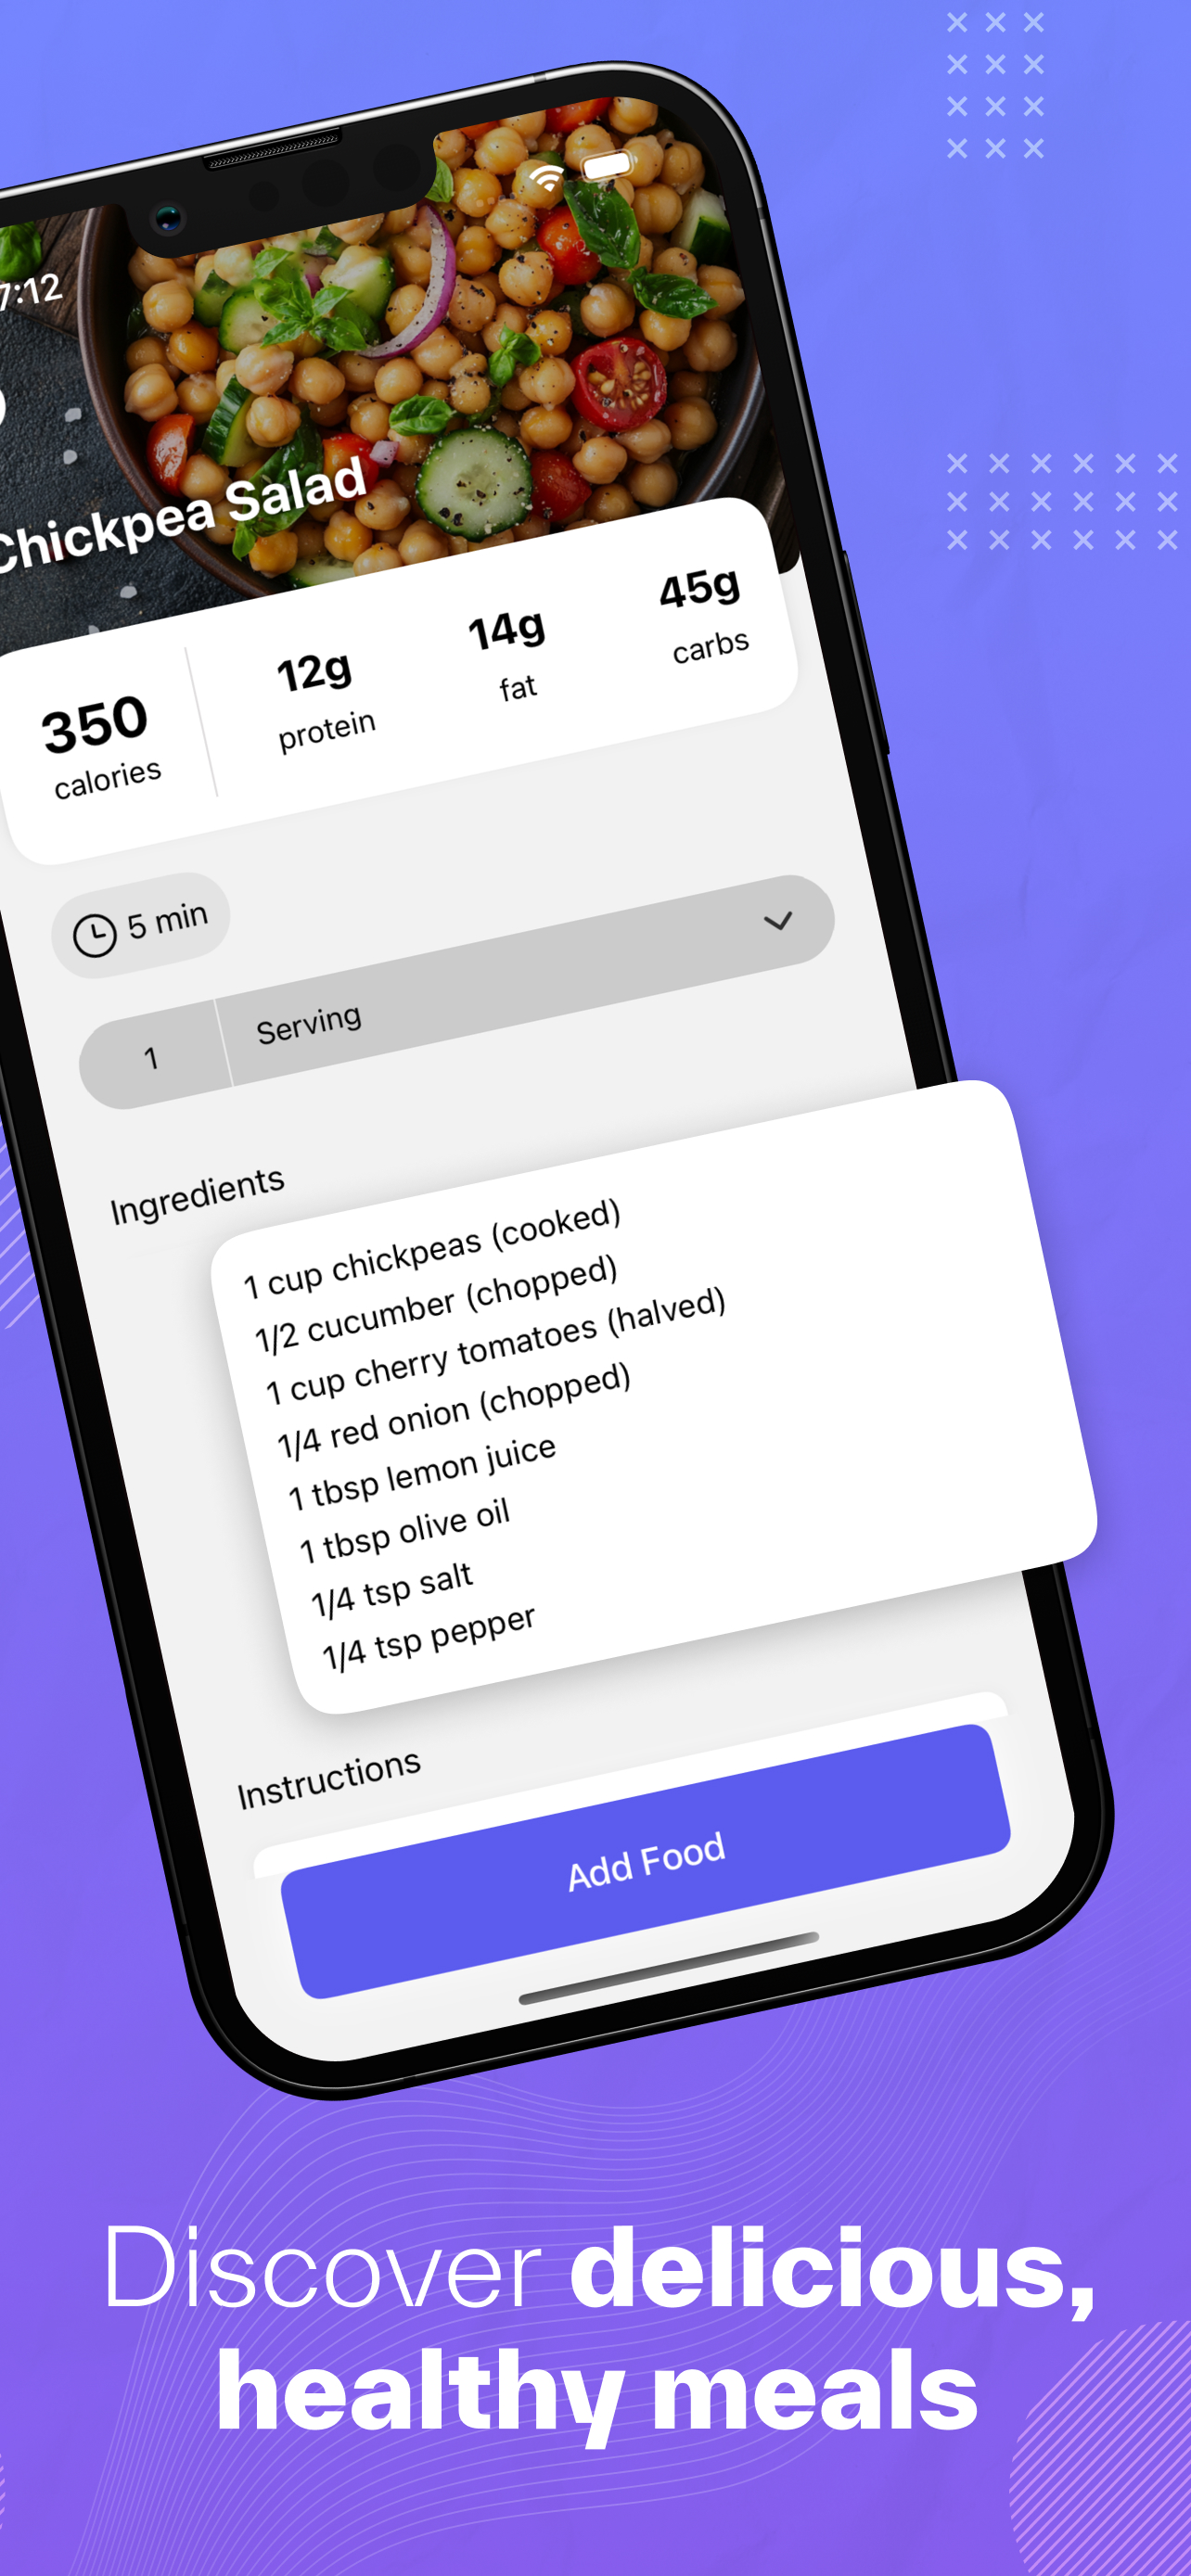 7:12
Chickpea Salad
350
calories
12g
protein
14g
fat
45g
carbs
5 min
1 Serving
Ingredients
1 cup chickpeas (cooked)
1/2 cucumber (chopped)
1 cup cherry tomatoes (halved)
1/4 red onion (chopped)
1 tbsp lemon juice
1 tbsp olive oil
1/4 tsp salt
1/4 tsp pepper
Instructions
Add Food
Discover delicious,
healthy meals